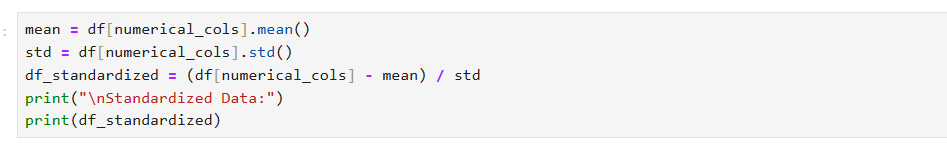 mean = df[numerical_cols].mean()
std = df[numerical_cols].std()
df_standardized = (df[numerical_cols] - mean) / std
print("\nStandardized Data:")
print(df_standardized)